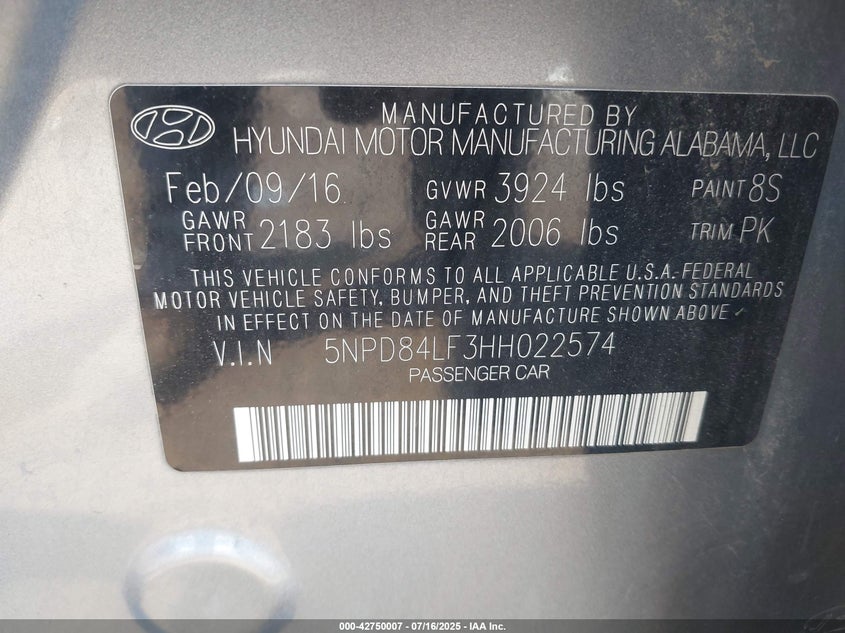 MANUFACTURED BY
HYUNDAI MOTOR MANUFACTURING ALABAMA, LLC
Feb/09/16 GVWR 3924 lbs PAINT 8S
GAWR FRONT 2183 lbs GAWR REAR 2006 lbs TRIM PK
THIS VEHICLE CONFORMS TO ALL APPLICABLE U.S.A. FEDERAL
MOTOR VEHICLE SAFETY, BUMPER, AND THEFT PREVENTION STANDARDS
IN EFFECT ON THE DATE OF MANUFACTURE SHOWN ABOVE
V.I.N 5NPD84LF3HH022574
PASSENGER CAR
000-42750007 - 07/16/2025 - IAA Inc.